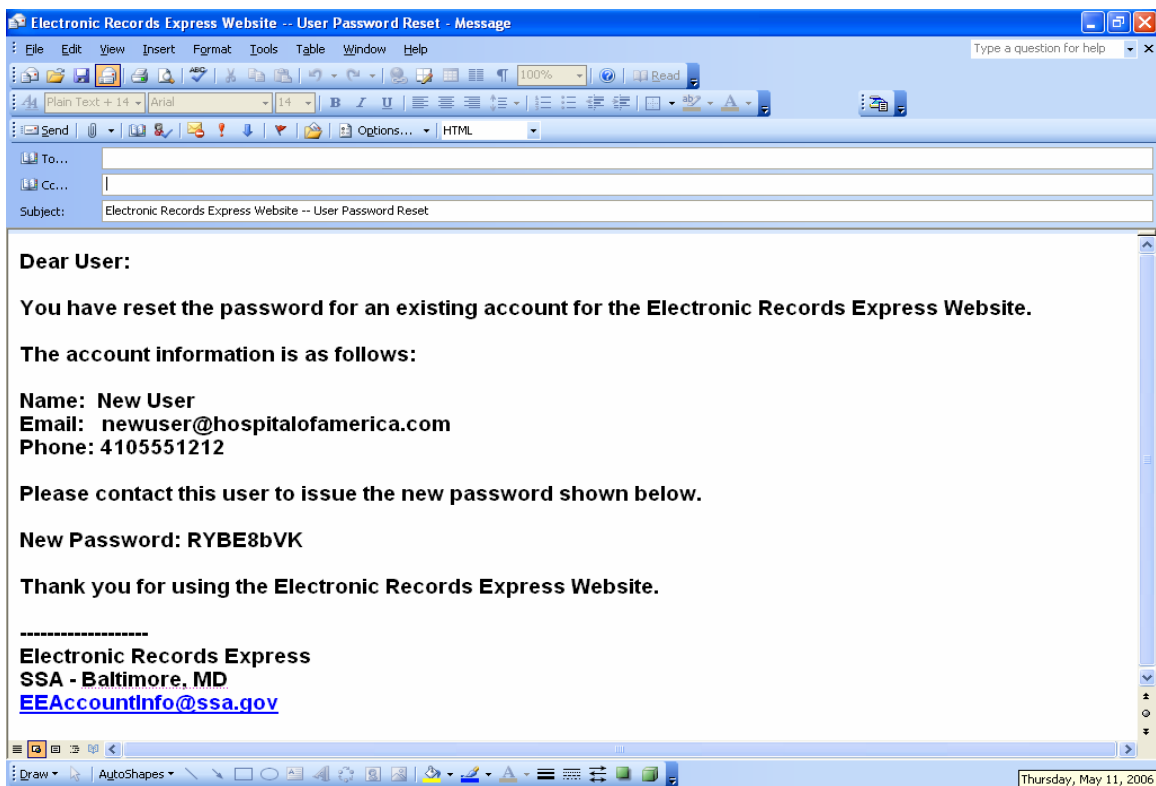 Electronic Records Express Website -- User Password Reset - Message
File Edit View Insert Format Tools Table Window Help Type a question for help
100% Read
Plain Text + 14 Arial 14 B I U
Send Options... HTML
To...
Cc...
Subject: Electronic Records Express Website -- User Password Reset
Dear User:
You have reset the password for an existing account for the Electronic Records Express Website.
The account information is as follows:
Name: New User
Email: newuser@hospitalofamerica.com
Phone: 4105551212
Please contact this user to issue the new password shown below.
New Password: RYBE8bVK
Thank you for using the Electronic Records Express Website.
-------------------
Electronic Records Express
SSA - Baltimore, MD
EEAccountInfo@ssa.gov
Draw AutoShapes
Thursday, May 11, 2006